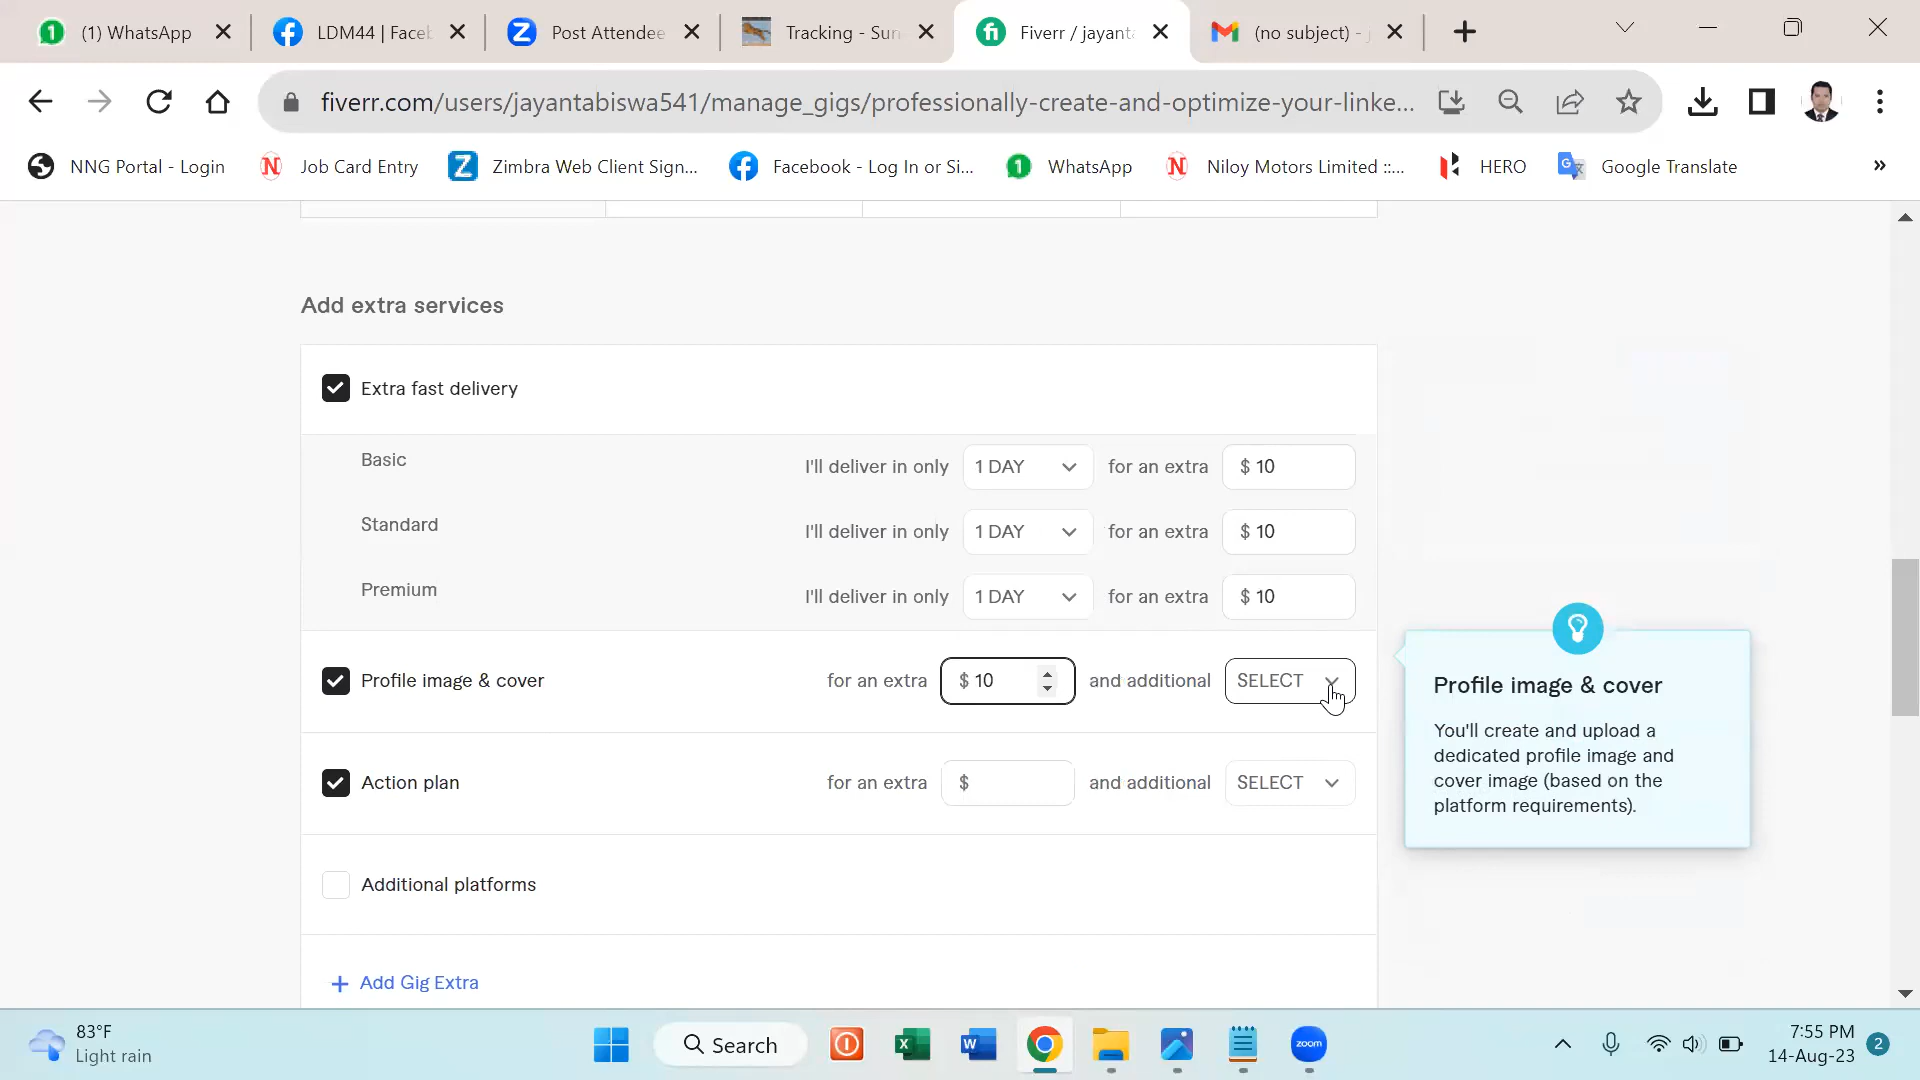 (1) WhatsApp
LDM44 | Faceb
Post Attendee
Tracking - Sun
Fiverr / jayanta
(no subject) - j
fiverr.com/users/jayantabiswa541/manage_gigs/professionally-create-and-optimize-your-linke...
NNG Portal - Login
Job Card Entry
Zimbra Web Client Sign...
Facebook - Log In or Si...
WhatsApp
Niloy Motors Limited ::...
HERO
Google Translate
»
Add extra services
Extra fast delivery
Basic I'll deliver in only 1 DAY for an extra $ 10
Standard I'll deliver in only 1 DAY for an extra $ 10
Premium I'll deliver in only 1 DAY for an extra $ 10
Profile image & cover for an extra $ 10 and additional SELECT
Action plan for an extra $ and additional SELECT
Additional platforms
+ Add Gig Extra
Profile image & cover
You'll create and upload a
dedicated profile image and
cover image (based on the
platform requirements).
83°F
Light rain
Search
zoom
7:55 PM
14-Aug-23
2